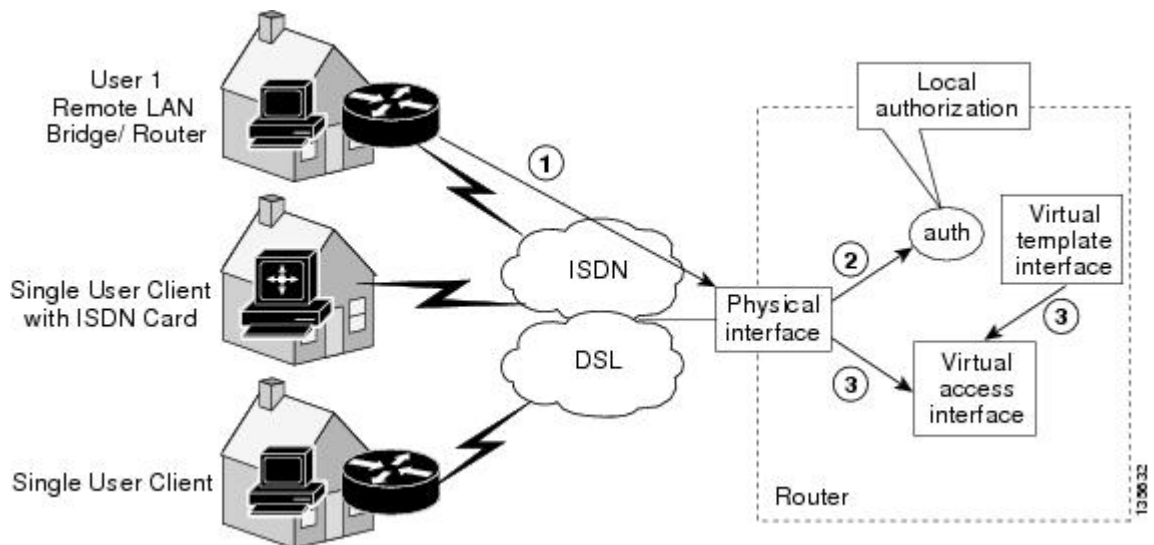 User 1
Remote LAN
Bridge/ Router
Single User Client
with ISDN Card
Single User Client
1
ISDN
DSL
Physical
interface
2
3
Local
authorization
auth
Virtual
template
interface
3
Virtual
access
interface
Router
135632